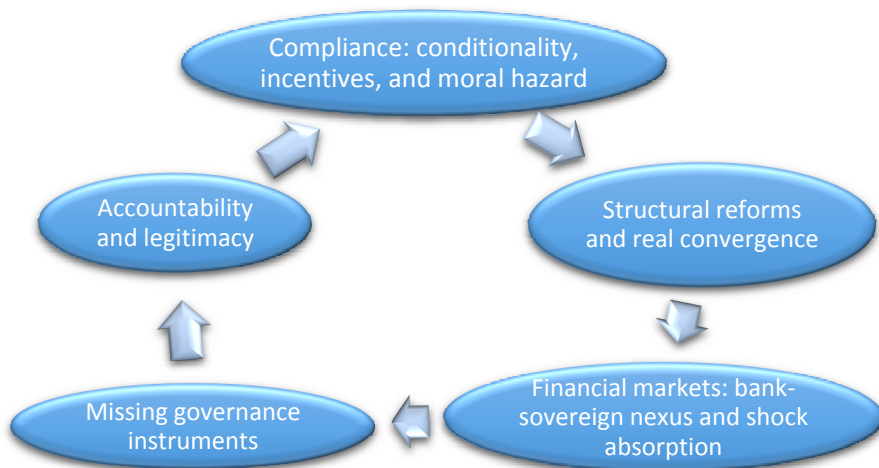 Compliance: conditionality,
incentives, and moral hazard
Structural reforms
and real convergence
Financial markets: bank-
sovereign nexus and shock
absorption
Missing governance
instruments
Accountability
and legitimacy